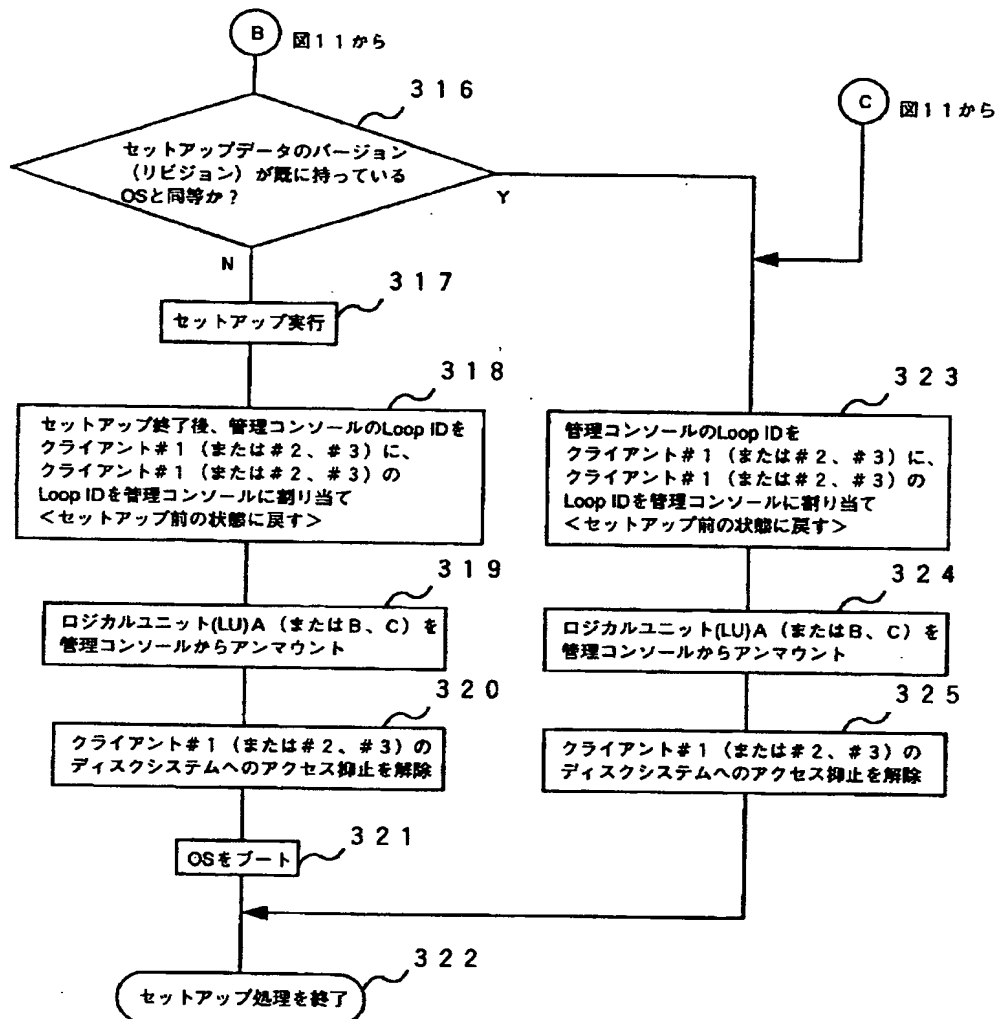 B 図11から
316
C 図11から
セットアップデータのバージョン
(リビジョン)が既に持っている
OSと同等か?
Y
N
317
セットアップ実行
318
セットアップ終了後、管理コンソールのLoop IDを
クライアント#1(または#2、#3)に、
クライアント#1(または#2、#3)の
Loop IDを管理コンソールに割り当て
<セットアップ前の状態に戻す>
323
管理コンソールのLoop IDを
クライアント#1(または#2、#3)に、
クライアント#1(または#2、#3)の
Loop IDを管理コンソールに割り当て
<セットアップ前の状態に戻す>
319
ロジカルユニット(LU)A(またはB、C)を
管理コンソールからアンマウント
324
ロジカルユニット(LU)A(またはB、C)を
管理コンソールからアンマウント
320
クライアント#1(または#2、#3)の
ディスクシステムへのアクセス抑止を解除
325
クライアント#1(または#2、#3)の
ディスクシステムへのアクセス抑止を解除
321
OSをブート
322
セットアップ処理を終了